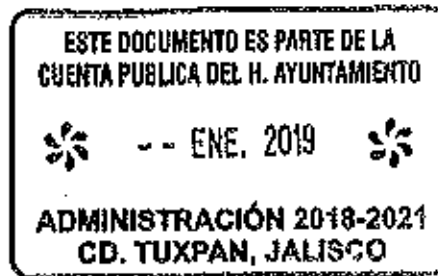 ESTE DOCUMENTO ES PARTE DE LA
CUENTA PUBLICA DEL H. AYUNTAMIENTO
-- ENE. 2019
ADMINISTRACIÓN 2018-2021
CD. TUXPAN, JALISCO